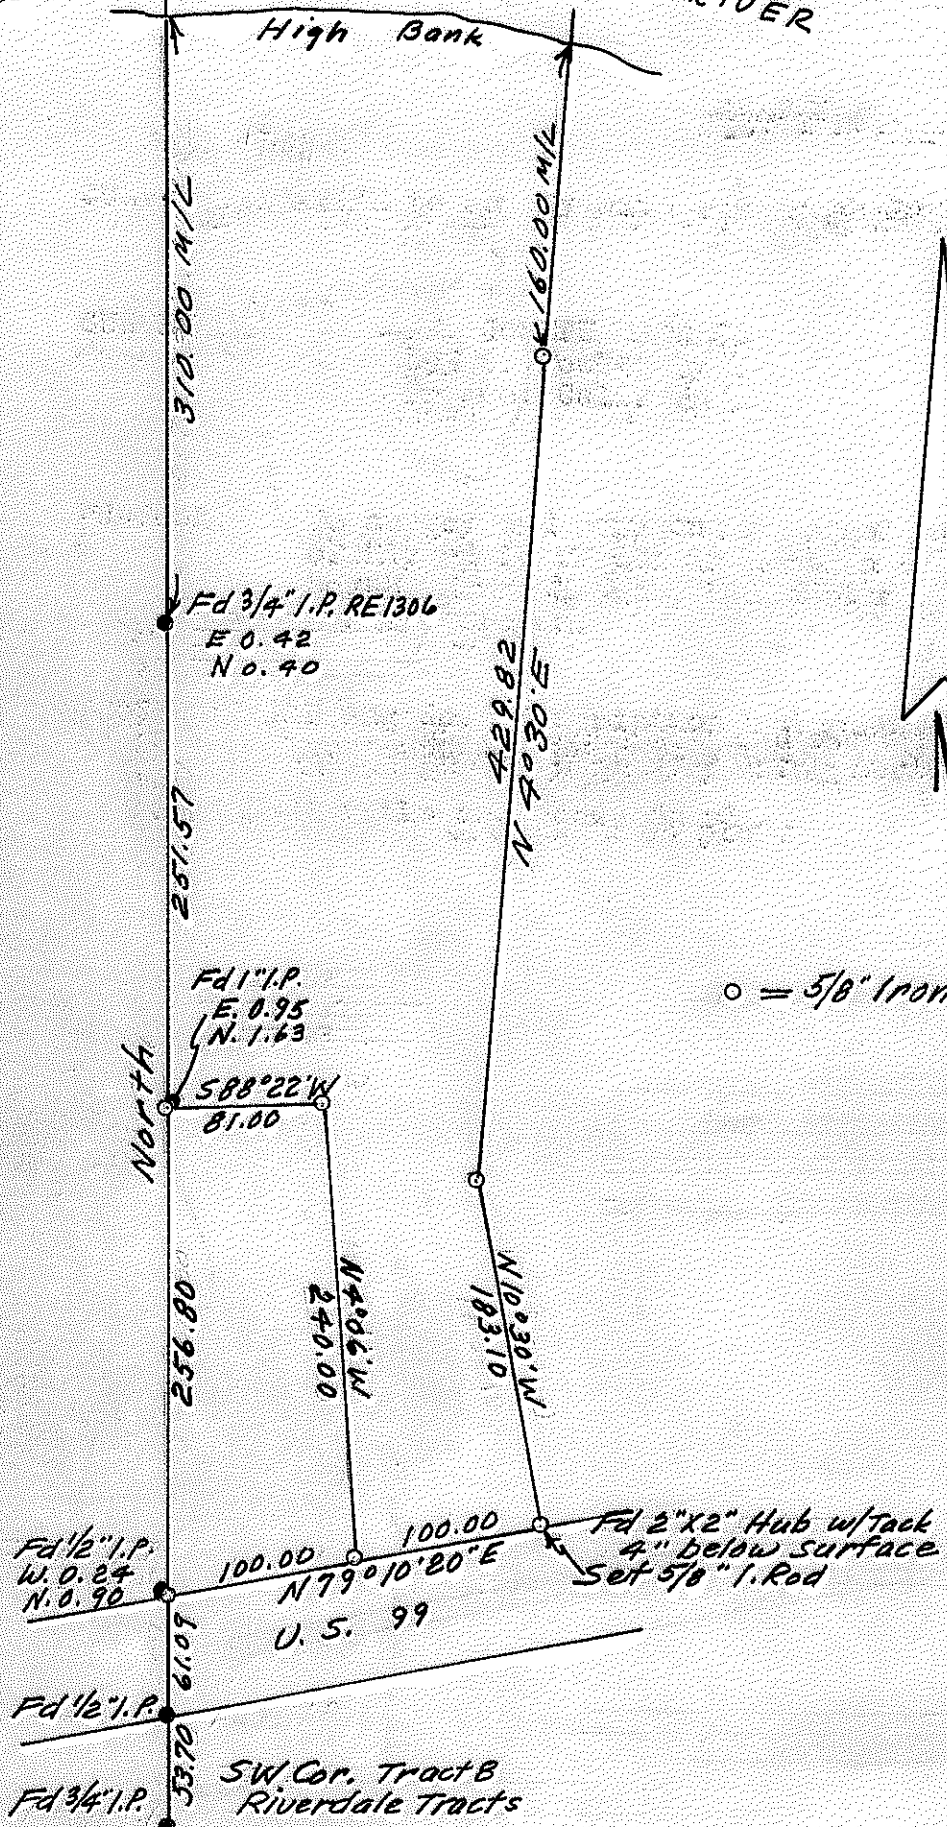 RIVER
High Bank
310.00 M/L
160.00 M/L
Fd 3/4" I.P. RE1306
E 0.42
N 0.40
429.82
N 4°30'E
251.57
Fd 1" I.P.
E. 0.95
N. 1.63
○ = 5/8" Iron
North
S88°22'W
81.00
256.80
N4°06'W
240.00
N10°30'W
183.10
Fd 1/2" I.P.
W. 0.24
N. 0.90
100.00
100.00
N79°10'20"E
Fd 2"X2" Hub w/Tack
4" below surface
Set 5/8" I. Rod
U.S. 99
61.09
Fd 1/2" I.P.
53.70
SW. Cor. Tract B
Riverdale Tracts
Fd 3/4" I.P.